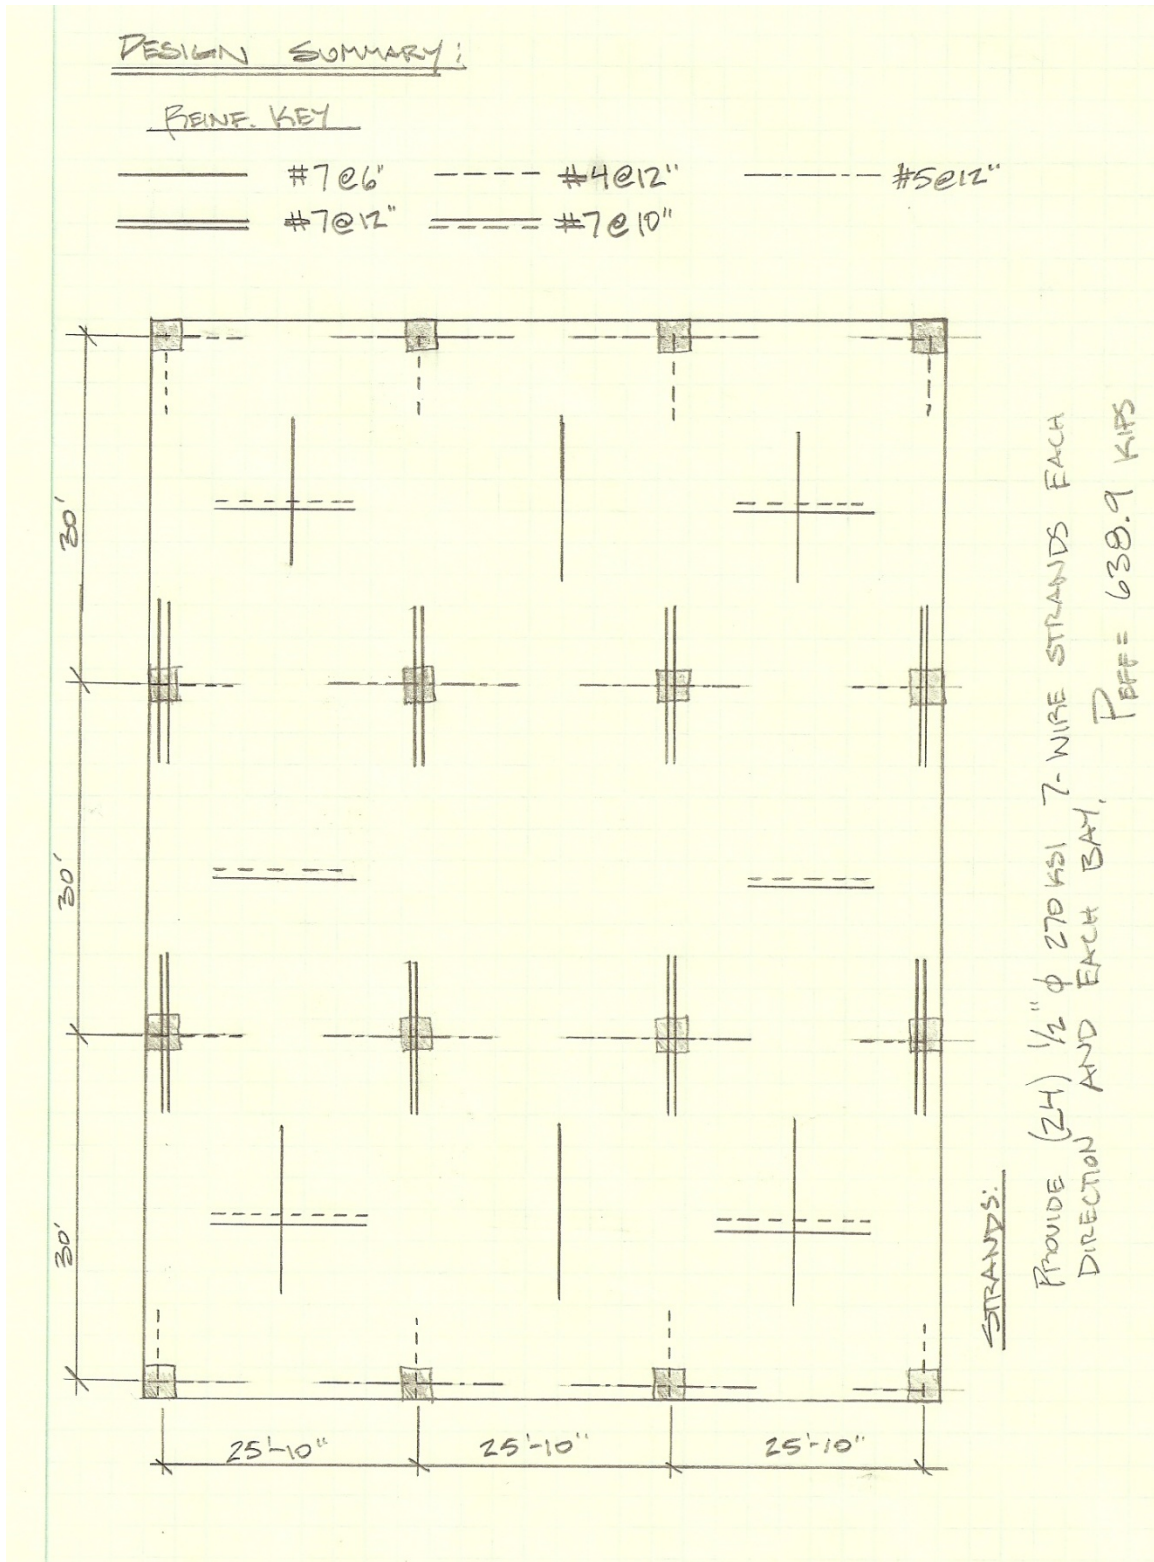 DESIGN SUMMARY:
REINF. KEY
#7@6" #4@12" #5@12"
#7@12" #7@10"
30'
30'
30'
25'-10" 25'-10" 25'-10"
STRANDS:
PROVIDE (24) 1/2" φ 270 KSI 7-WIRE STRANDS EACH
DIRECTION AND EACH BAY.
PEFF = 638.9 KIPS